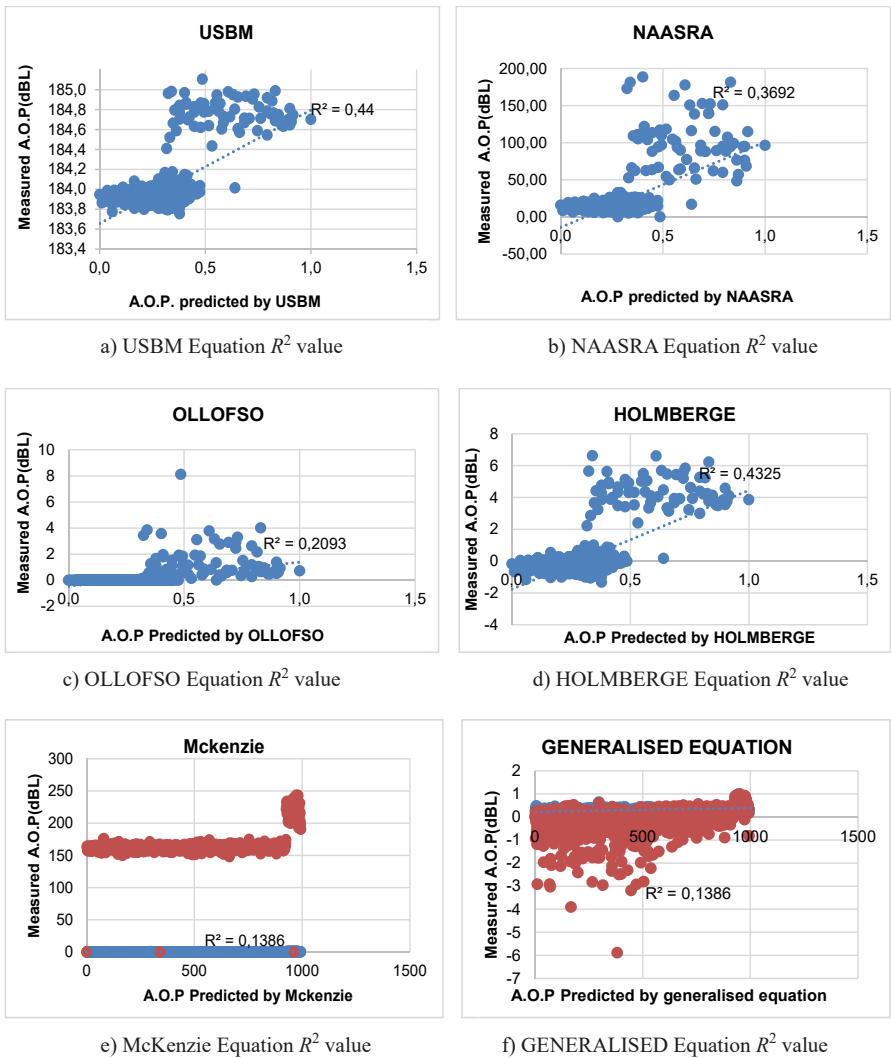 USBM
Measured A.O.P(dBL)
185,0
184,8
184,6
184,4
184,2
184,0
183,8
183,6
183,4
R² = 0,44
0,0 0,5 1,0 1,5
A.O.P. predicted by USBM
a) USBM Equation R² value
NAASRA
Measured A.O.P(dBL)
200,00
150,00
100,00
50,00
0,00
-50,00
R² = 0,3692
0,0 0,5 1,0 1,5
A.O.P predicted by NAASRA
b) NAASRA Equation R² value
OLLOFSO
Measured A.O.P(dBL)
10
8
6
4
2
0
-2
R² = 0,2093
0,0 0,5 1,0 1,5
A.O.P Predicted by OLLOFSO
c) OLLOFSO Equation R² value
HOLMBERGE
Measured A.O.P(dBL)
8
6
4
2
0
-2
-4
R² = 0,4325
0,0 0,5 1,0 1,5
A.O.P Predected by HOLMBERGE
d) HOLMBERGE Equation R² value
Mckenzie
Measured A.O.P(dBL)
300
250
200
150
100
50
0
R² = 0,1386
0 500 1000 1500
A.O.P Predicted by Mckenzie
e) McKenzie Equation R² value
GENERALISED EQUATION
Measured A.O.P(dBL)
2
1
0
-1
-2
-3
-4
-5
-6
-7
0 500 1000 1500
R² = 0,1386
A.O.P Predicted by generalised equation
f) GENERALISED Equation R² value